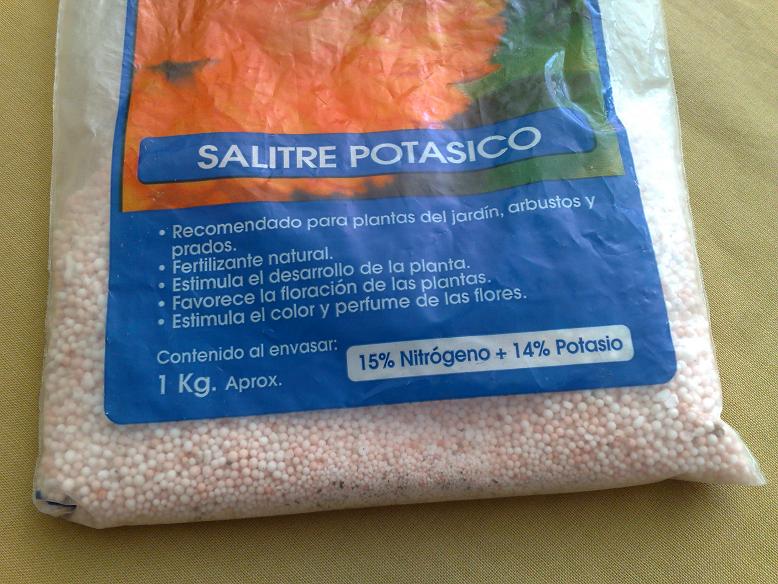 SALITRE POTASICO
• Recomendado para plantas del jardín, arbustos y
prados.
• Fertilizante natural.
• Estimula el desarrollo de la planta.
• Favorece la floración de las plantas.
• Estimula el color y perfume de las flores.
Contenido al envasar:
1 Kg. Aprox.
15% Nitrógeno + 14% Potasio